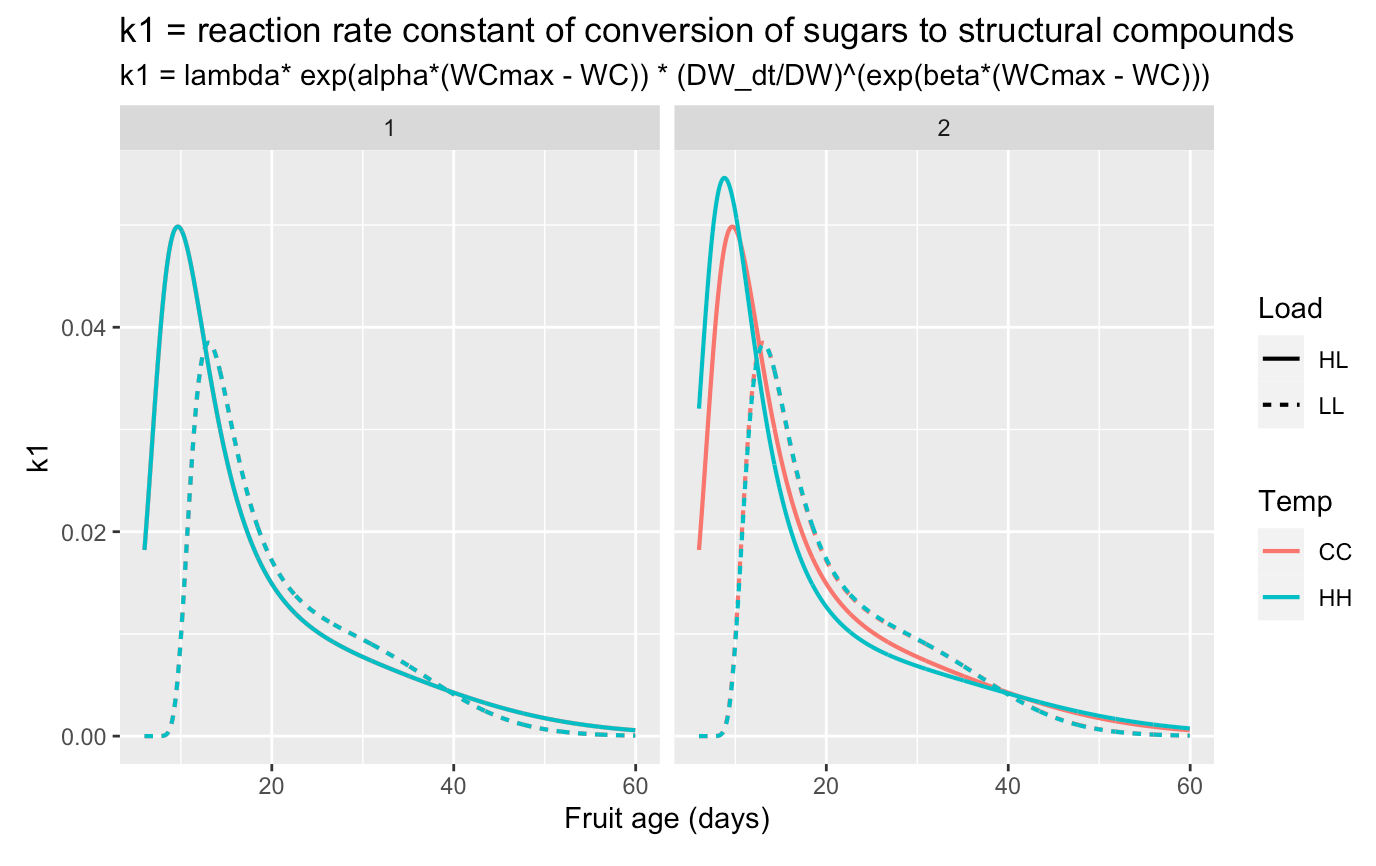 k1 = reaction rate constant of conversion of sugars to structural compounds
k1 = lambda* exp(alpha*(WCmax - WC)) * (DW_dt/DW)^(exp(beta*(WCmax - WC)))
1
2
0.04
0.02
0.00
k1
20
40
60
20
40
60
Fruit age (days)
Load
HL
LL
Temp
CC
HH